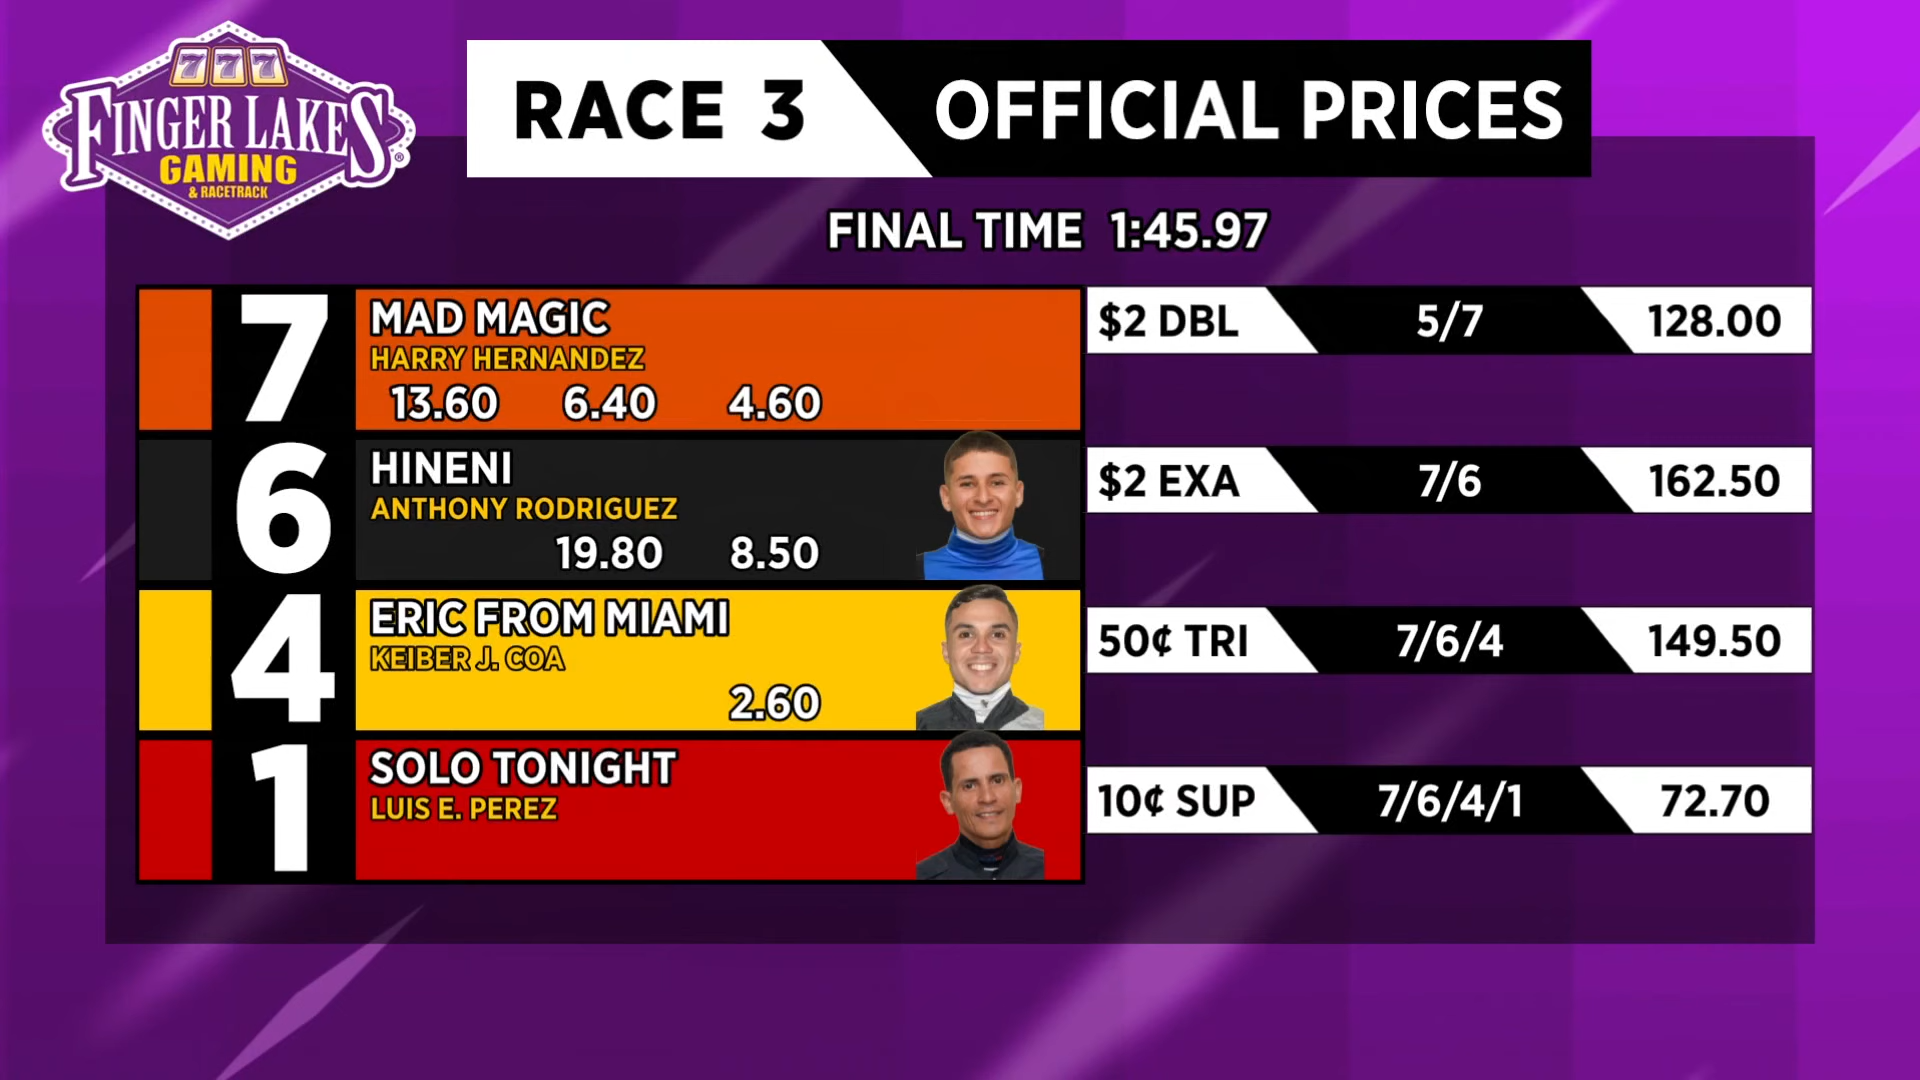 777
FINGER LAKES®
GAMING
& RACETRACK
RACE 3
OFFICIAL PRICES
FINAL TIME 1:45.97
7
MAD MAGIC
HARRY HERNANDEZ
13.60 6.40 4.60
6
HINENI
ANTHONY RODRIGUEZ
19.80 8.50
4
ERIC FROM MIAMI
KEIBER J. COA
2.60
1
SOLO TONIGHT
LUIS E. PEREZ
$2 DBL 5/7 128.00
$2 EXA 7/6 162.50
50¢ TRI 7/6/4 149.50
10¢ SUP 7/6/4/1 72.70